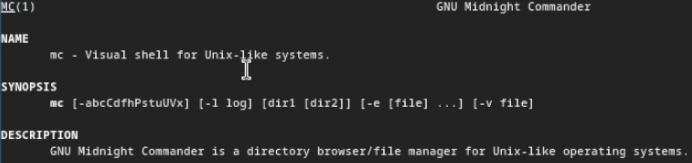 MC(1) GNU Midnight Commander
NAME
mc - Visual shell for Unix-like systems.
SYNOPSIS
mc [-abcCdfhPstuUVx] [-l log] [dir1 [dir2]] [-e [file] ...] [-v file]
DESCRIPTION
GNU Midnight Commander is a directory browser/file manager for Unix-like operating systems.